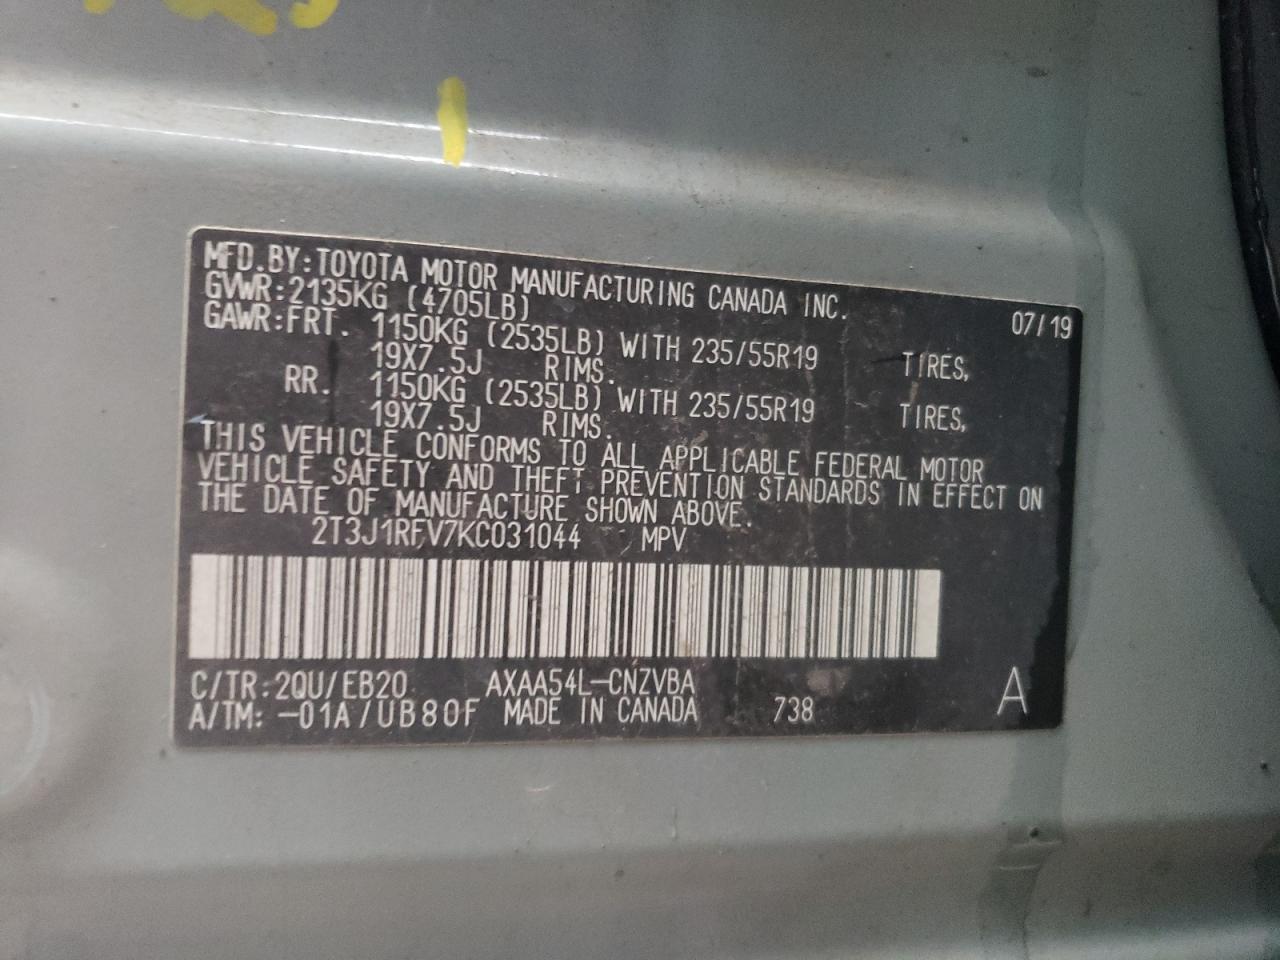 MFD.BY:TOYOTA MOTOR MANUFACTURING CANADA INC.
GVWR:2135KG (4705LB) 07/19
GAWR:FRT. 1150KG (2535LB) WITH 235/55R19 TIRES,
19X7.5J RIMS.
RR. 1150KG (2535LB) WITH 235/55R19 TIRES,
19X7.5J RIMS.
THIS VEHICLE CONFORMS TO ALL APPLICABLE FEDERAL MOTOR
VEHICLE SAFETY AND THEFT PREVENTION STANDARDS IN EFFECT ON
THE DATE OF MANUFACTURE SHOWN ABOVE.
2T3J1RFV7KC031044 MPV
C/TR:2QU/EB20 AXAA54L-CNZVBA
A/TM:-01A/UB80F MADE IN CANADA 738 A